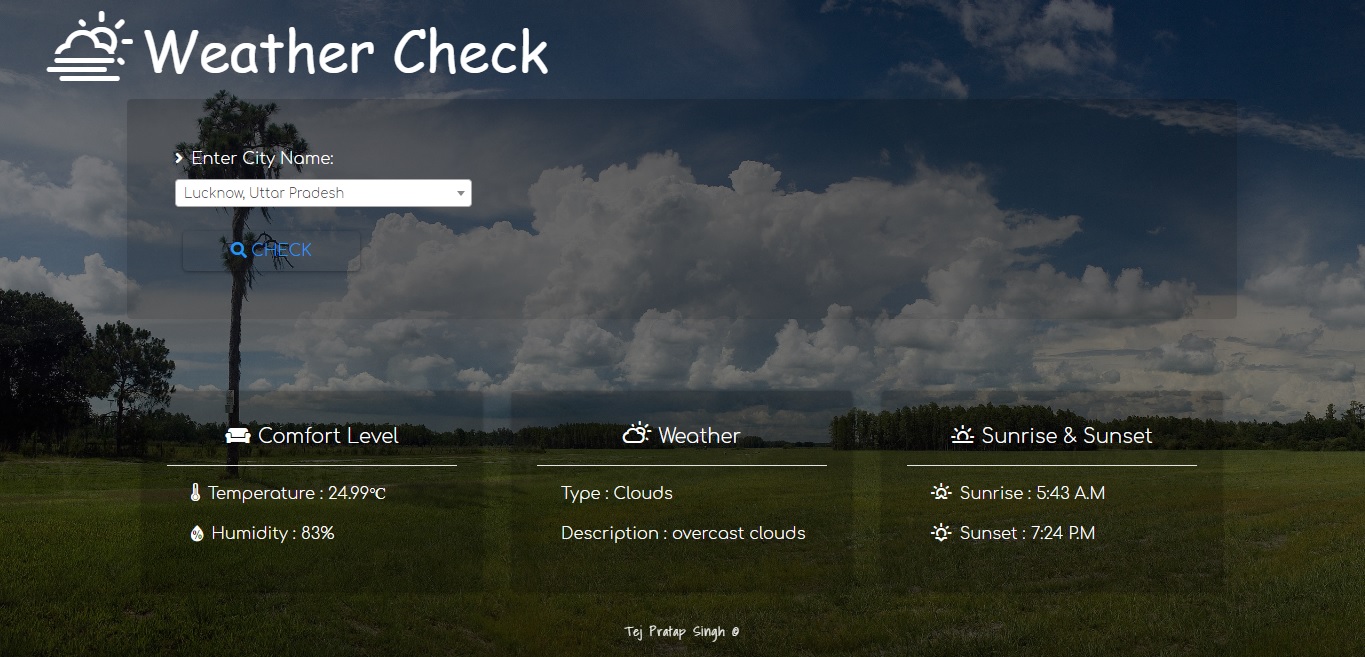 Weather Check
Enter City Name:
Lucknow, Uttar Pradesh
CHECK
Comfort Level
Temperature : 24.99℃
Humidity : 83%
Weather
Type : Clouds
Description : overcast clouds
Sunrise & Sunset
Sunrise : 5:43 A.M
Sunset : 7:24 P.M
Tej Pratap Singh @